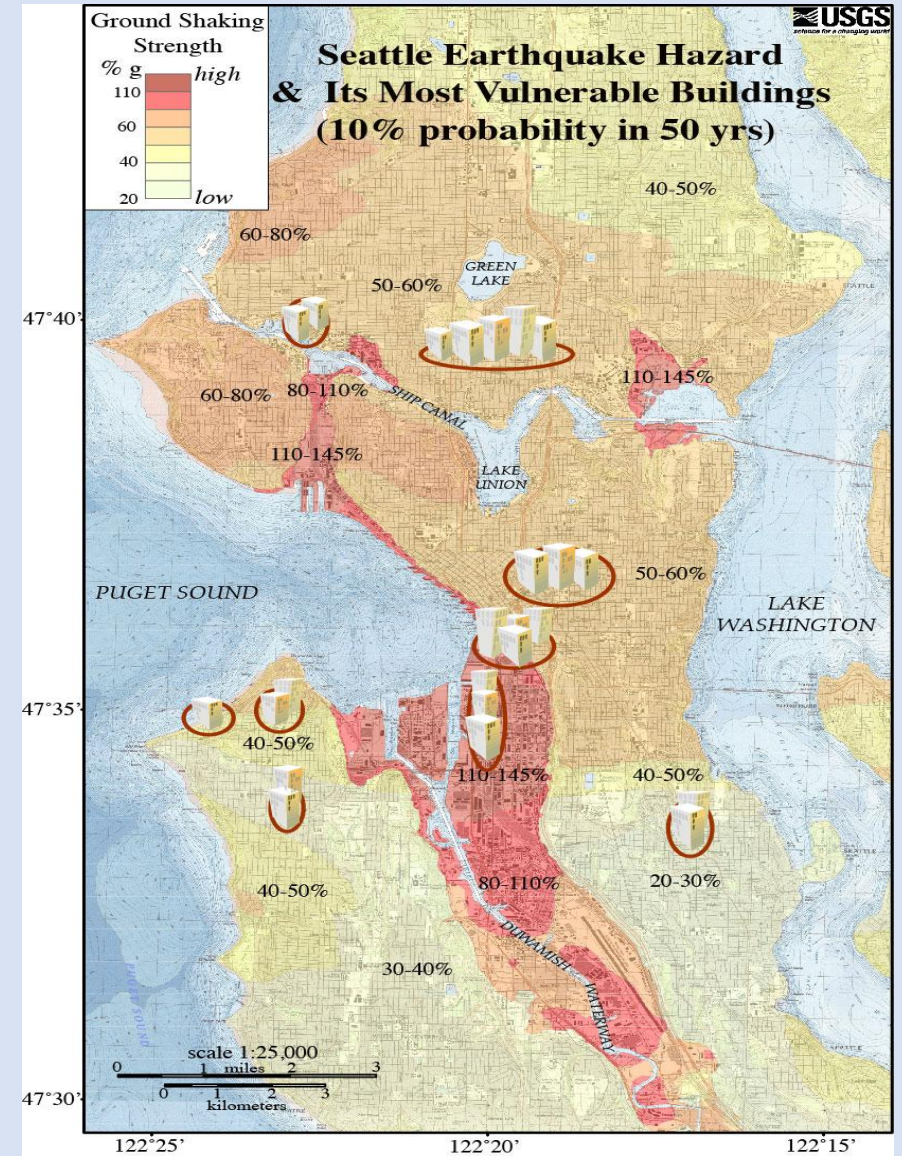 Ground Shaking
Strength
% g
high
110
60
40
20
low
USGS
science for a changing world
Seattle Earthquake Hazard
& Its Most Vulnerable Buildings
(10% probability in 50 yrs)
40-50%
60-80%
GREEN
LAKE
50-60%
47°40'
SEATTLE
110-145%
60-80%
80-110%
SHIP CANAL
110-145%
LAKE
UNION
50-60%
PUGET SOUND
LAKE
WASHINGTON
47°35'
40-50%
110-145%
40-50%
80-110%
20-30%
40-50%
DUWAMISH
WATERWAY
30-40%
PUGET SOUND
scale 1:25,000
0 1 miles 2 3
0 1 2 3
kilometers
47°30'
122°25'
122°20'
122°15'